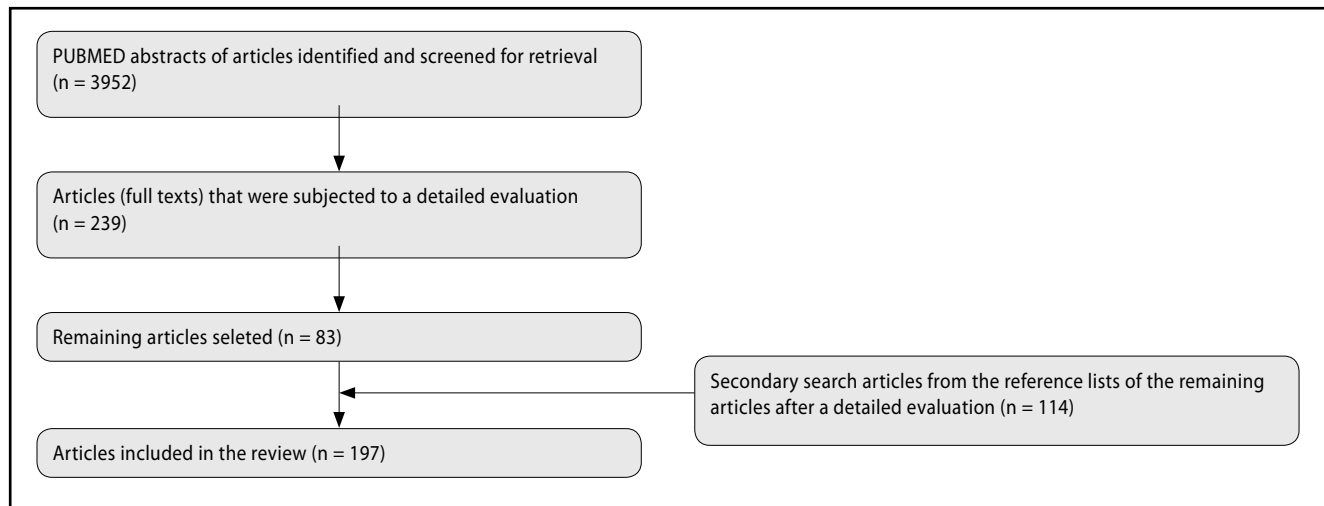 PUBMED abstracts of articles identified and screened for retrieval
(n = 3952)
Articles (full texts) that were subjected to a detailed evaluation
(n = 239)
Remaining articles seleted (n = 83)
Secondary search articles from the reference lists of the remaining
articles after a detailed evaluation (n = 114)
Articles included in the review (n = 197)